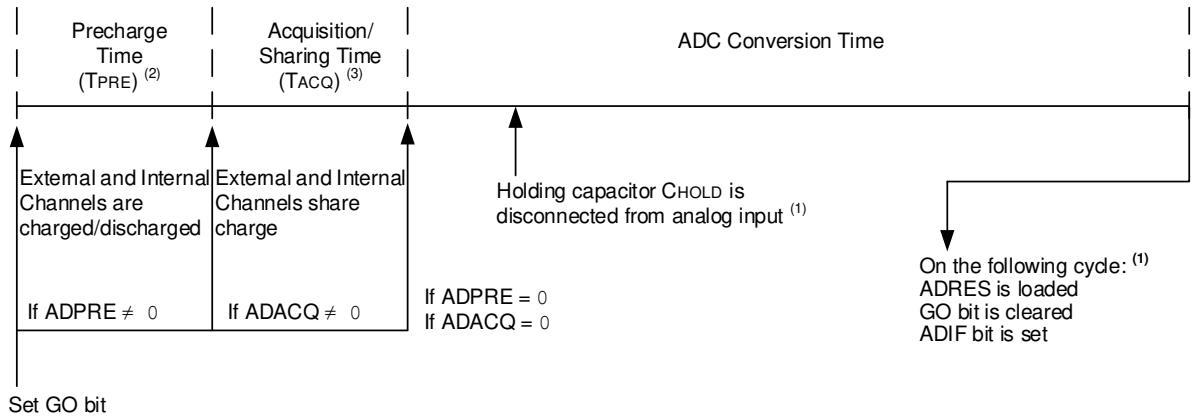 Precharge
Time
(TPRE) (2)
Acquisition/
Sharing Time
(TACQ) (3)
ADC Conversion Time
External and Internal
Channels are
charged/discharged
External and Internal
Channels share
charge
Holding capacitor CHOLD is
disconnected from analog input (1)
If ADPRE ≠ 0
If ADACQ ≠ 0
If ADPRE = 0
If ADACQ = 0
On the following cycle: (1)
ADRES is loaded
GO bit is cleared
ADIF bit is set
Set GO bit